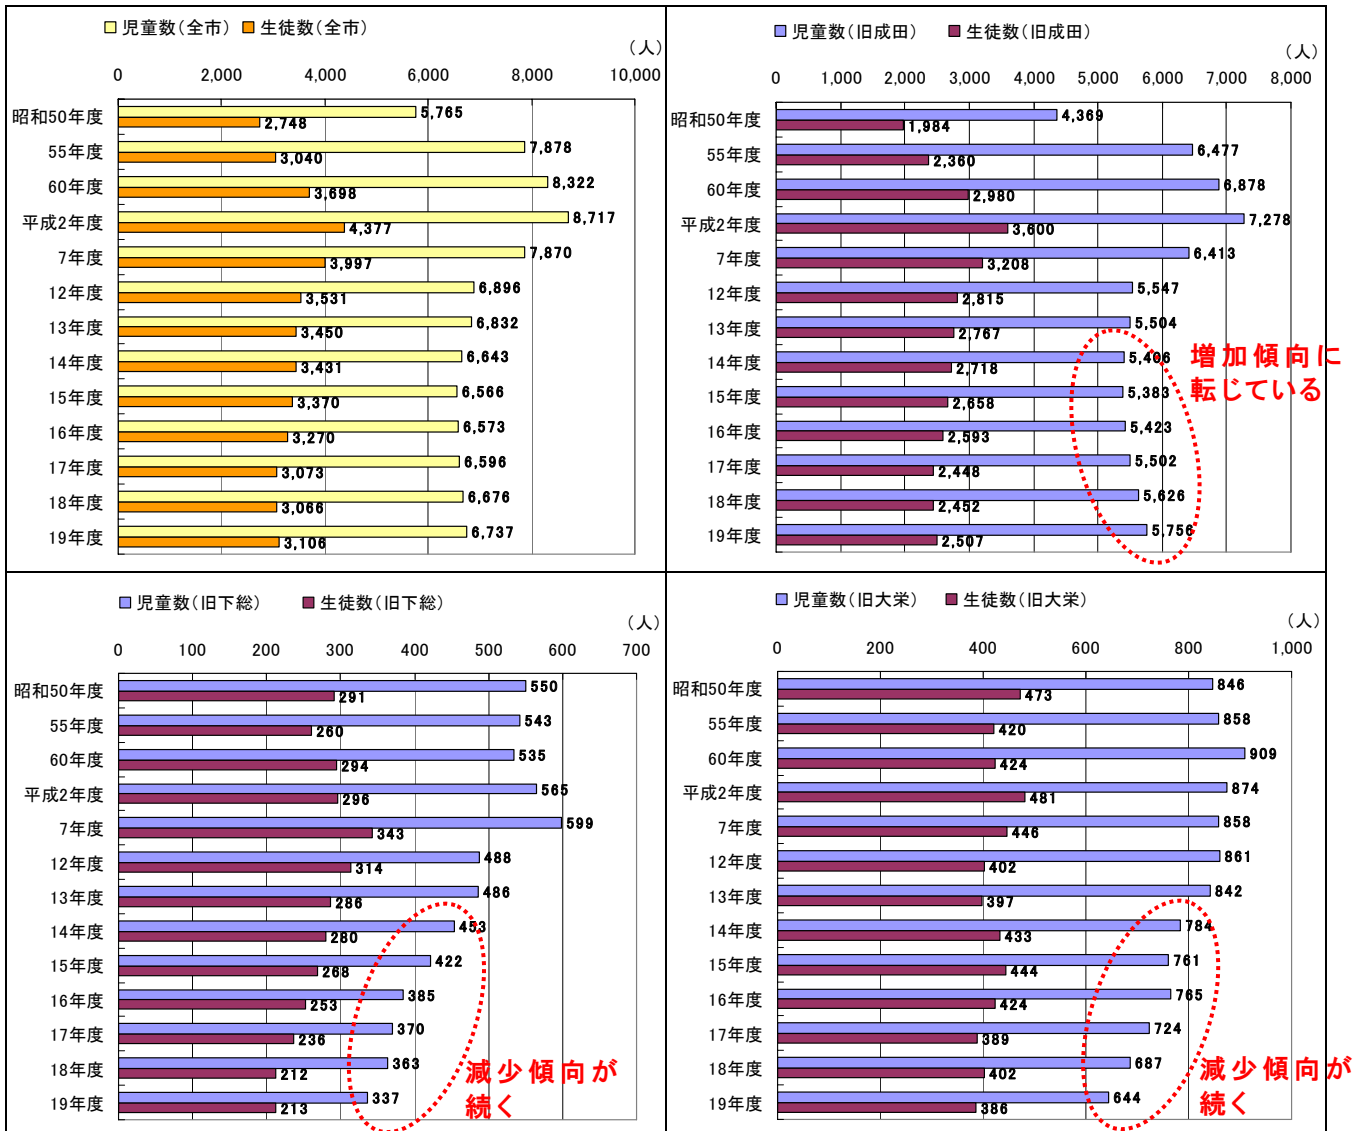 児童数(全市) 生徒数(全市)
(人)
0 2,000 4,000 6,000 8,000 10,000
昭和50年度 5,765
2,748
55年度 7,878
3,040
60年度 8,322
3,698
平成2年度 8,717
4,377
7年度 7,870
3,997
12年度 6,896
3,531
13年度 6,832
3,450
14年度 6,643
3,431
15年度 6,566
3,370
16年度 6,573
3,270
17年度 6,596
3,073
18年度 6,676
3,066
19年度 6,737
3,106
児童数(旧成田) 生徒数(旧成田)
(人)
0 1,000 2,000 3,000 4,000 5,000 6,000 7,000 8,000
昭和50年度 4,369
1,984
55年度 6,477
2,360
60年度 6,878
2,980
平成2年度 7,278
3,600
7年度 6,413
3,208
12年度 5,547
2,815
13年度 5,504
2,767
14年度 5,406
2,718
15年度 5,383
2,658
16年度 5,423
2,593
17年度 5,502
2,448
18年度 5,626
2,452
19年度 5,756
2,507
増加傾向に
転じている
児童数(旧下総) 生徒数(旧下総)
(人)
0 100 200 300 400 500 600 700
昭和50年度 550
291
55年度 543
260
60年度 535
294
平成2年度 565
296
7年度 599
343
12年度 488
314
13年度 486
286
14年度 453
280
15年度 422
268
16年度 385
253
17年度 370
236
18年度 363
212
19年度 337
213
減少傾向が
続く
児童数(旧大栄) 生徒数(旧大栄)
(人)
0 200 400 600 800 1,000
昭和50年度 846
473
55年度 858
420
60年度 909
424
平成2年度 874
481
7年度 858
446
12年度 861
402
13年度 842
397
14年度 784
433
15年度 761
444
16年度 765
424
17年度 724
389
18年度 687
402
19年度 644
386
減少傾向が
続く